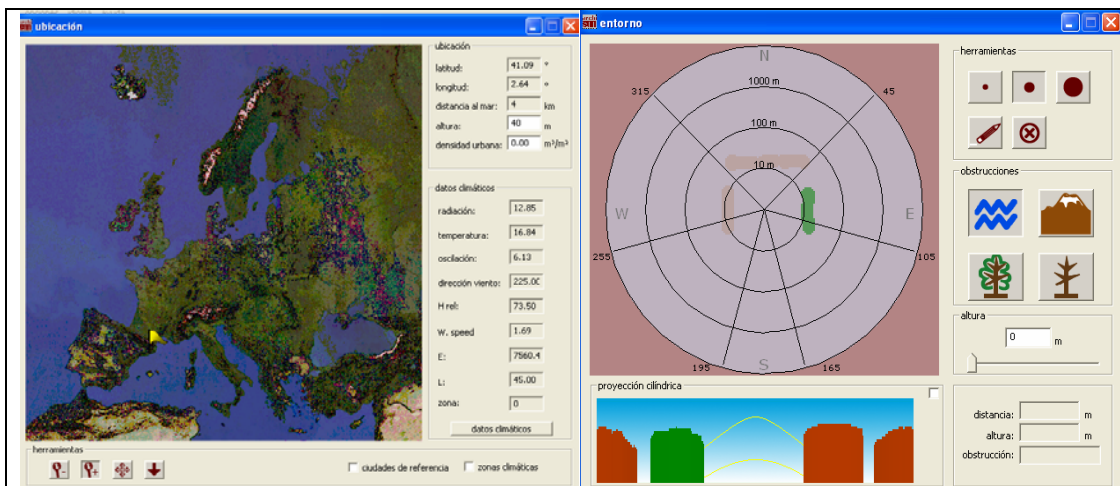 ubicación
ubicación
latitud: 41.09 °
longitud: 2.64 °
distancia al mar: 4 km
altura: 40 m
densidad urbana: 0.00 m³/m³
datos climáticos
radiación: 12.85
temperatura: 16.84
oscilación: 6.13
dirección viento: 225.00
H rel: 73.50
W. speed 1.69
E: 7560.4
L: 45.00
zona: 0
datos climáticos
herramientas
ciudades de referencia
zonas climáticas
entorno
N
1000 m
315
45
100 m
10 m
W
E
255
105
195
S
165
herramientas
obstrucciones
altura
0 m
proyección cilíndrica
distancia: m
altura: m
obstrucción: